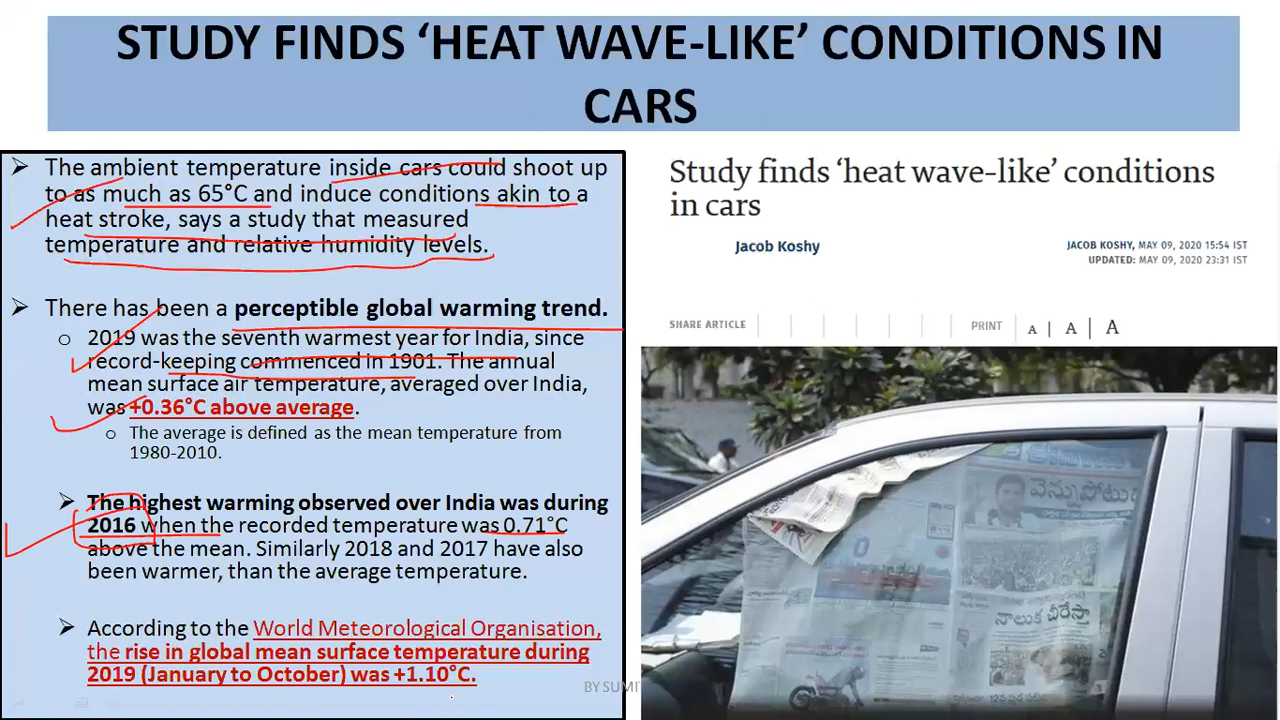 STUDY FINDS ‘HEAT WAVE-LIKE’ CONDITIONS IN
CARS
➤ The ambient temperature inside cars could shoot up
to as much as 65°C and induce conditions akin to a
heat stroke, says a study that measured
temperature and relative humidity levels.
➤ There has been a perceptible global warming trend.
o 2019 was the seventh warmest year for India, since
record-keeping commenced in 1901. The annual
mean surface air temperature, averaged over India,
was +0.36°C above average.
o The average is defined as the mean temperature from
1980-2010.
➤ The highest warming observed over India was during
2016 when the recorded temperature was 0.71°C
above the mean. Similarly 2018 and 2017 have also
been warmer, than the average temperature.
➤ According to the World Meteorological Organisation,
the rise in global mean surface temperature during
2019 (January to October) was +1.10°C.
BY SUMIT
Study finds ‘heat wave-like’ conditions
in cars
Jacob Koshy
JACOB KOSHY, MAY 09, 2020 15:54 IST
UPDATED: MAY 09, 2020 23:31 IST
SHARE ARTICLE
PRINT
A | A | A
వెన్నుపోటు
నాలుక చీరేస్తా